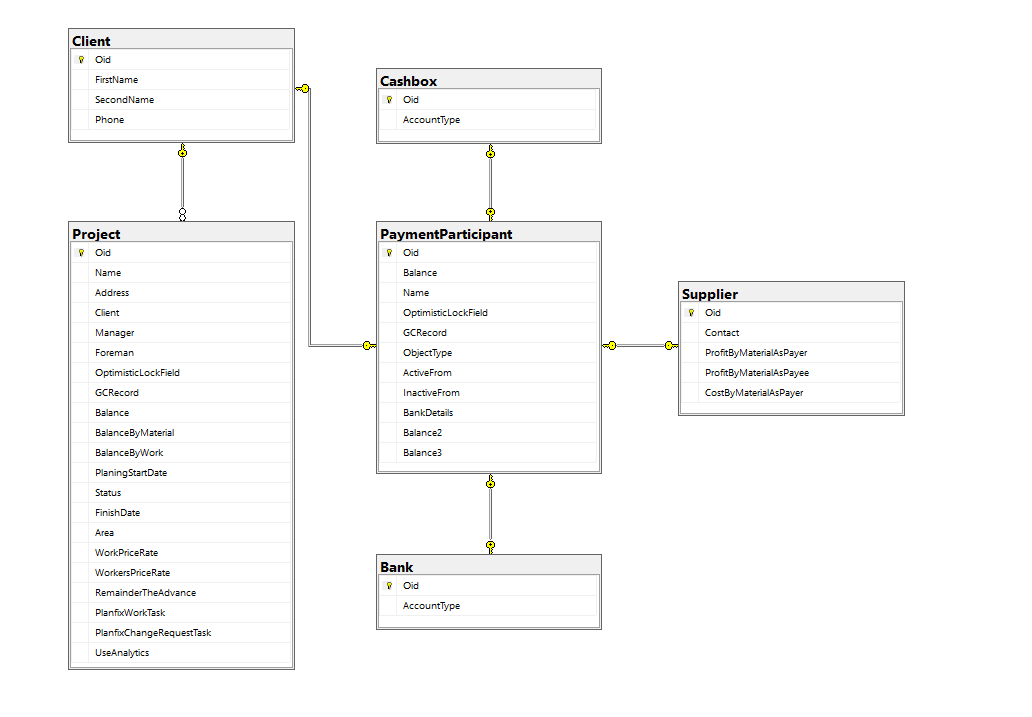 Client
Oid
FirstName
SecondName
Phone
Project
Oid
Name
Address
Client
Manager
Foreman
OptimisticLockField
GCRecord
Balance
BalanceByMaterial
BalanceByWork
PlaningStartDate
Status
FinishDate
Area
WorkPriceRate
WorkersPriceRate
RemainderTheAdvance
PlanfixWorkTask
PlanfixChangeRequestTask
UseAnalytics
Cashbox
Oid
AccountType
PaymentParticipant
Oid
Balance
Name
OptimisticLockField
GCRecord
ObjectType
ActiveFrom
InactiveFrom
BankDetails
Balance2
Balance3
Bank
Oid
AccountType
Supplier
Oid
Contact
ProfitByMaterialAsPayer
ProfitByMaterialAsPayee
CostByMaterialAsPayer